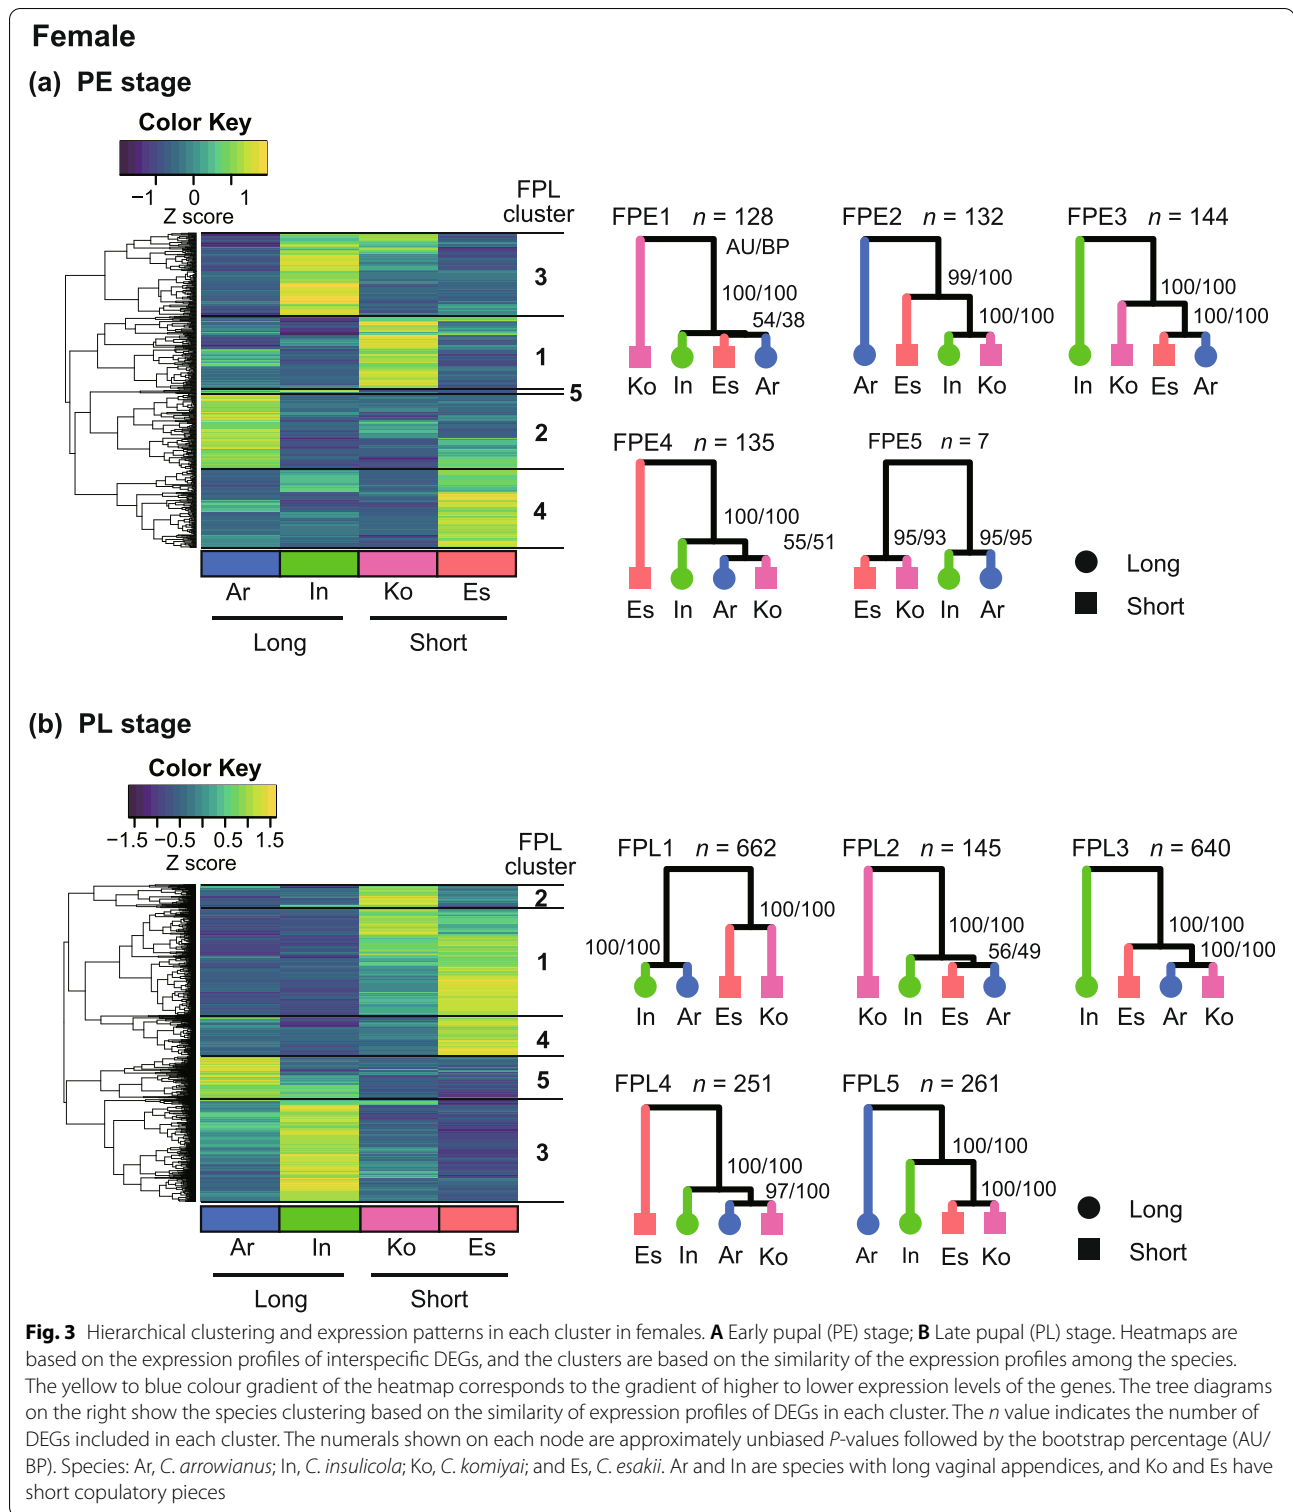 Female
(a) PE stage
Color Key
−1 0 1
Z score
FPL
cluster
3
1
5
2
4
Ar In Ko Es
Long Short
FPE1 n = 128
AU/BP
100/100
54/38
Ko In Es Ar
FPE2 n = 132
99/100
100/100
Ar Es In Ko
FPE3 n = 144
100/100
100/100
In Ko Es Ar
FPE4 n = 135
100/100
55/51
Es In Ar Ko
FPE5 n = 7
95/93 95/95
Es Ko In Ar
Long
Short
(b) PL stage
Color Key
−1.5 −0.5 0.5 1.5
Z score
FPL
cluster
2
1
4
5
3
Ar In Ko Es
Long Short
FPL1 n = 662
100/100
100/100
In Ar Es Ko
FPL2 n = 145
100/100
56/49
Ko In Es Ar
FPL3 n = 640
100/100
100/100
In Es Ar Ko
FPL4 n = 251
100/100
97/100
Es In Ar Ko
FPL5 n = 261
100/100
100/100
Ar In Es Ko
Long
Short
Fig. 3 Hierarchical clustering and expression patterns in each cluster in females. A Early pupal (PE) stage; B Late pupal (PL) stage. Heatmaps are
based on the expression profiles of interspecific DEGs, and the clusters are based on the similarity of the expression profiles among the species.
The yellow to blue colour gradient of the heatmap corresponds to the gradient of higher to lower expression levels of the genes. The tree diagrams
on the right show the species clustering based on the similarity of expression profiles of DEGs in each cluster. The n value indicates the number of
DEGs included in each cluster. The numerals shown on each node are approximately unbiased P-values followed by the bootstrap percentage (AU/
BP). Species: Ar, C. arrowianus; In, C. insulicola; Ko, C. komiyai; and Es, C. esakii. Ar and In are species with long vaginal appendices, and Ko and Es have
short copulatory pieces